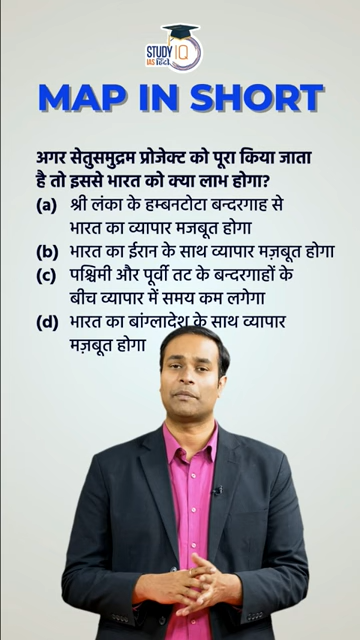 STUDY IQ
IAS हिंदी
MAP IN SHORT
अगर सेतुसमुद्रम प्रोजेक्ट को पूरा किया जाता
है तो इससे भारत को क्या लाभ होगा?
(a) श्री लंका के हम्बनटोटा बन्दरगाह से
भारत का व्यापार मजबूत होगा
(b) भारत का ईरान के साथ व्यापार मज़बूत होगा
(c) पश्चिमी और पूर्वी तट के बन्दरगाहों के
बीच व्यापार में समय कम लगेगा
(d) भारत का बांग्लादेश के साथ व्यापार
मज़बूत होगा